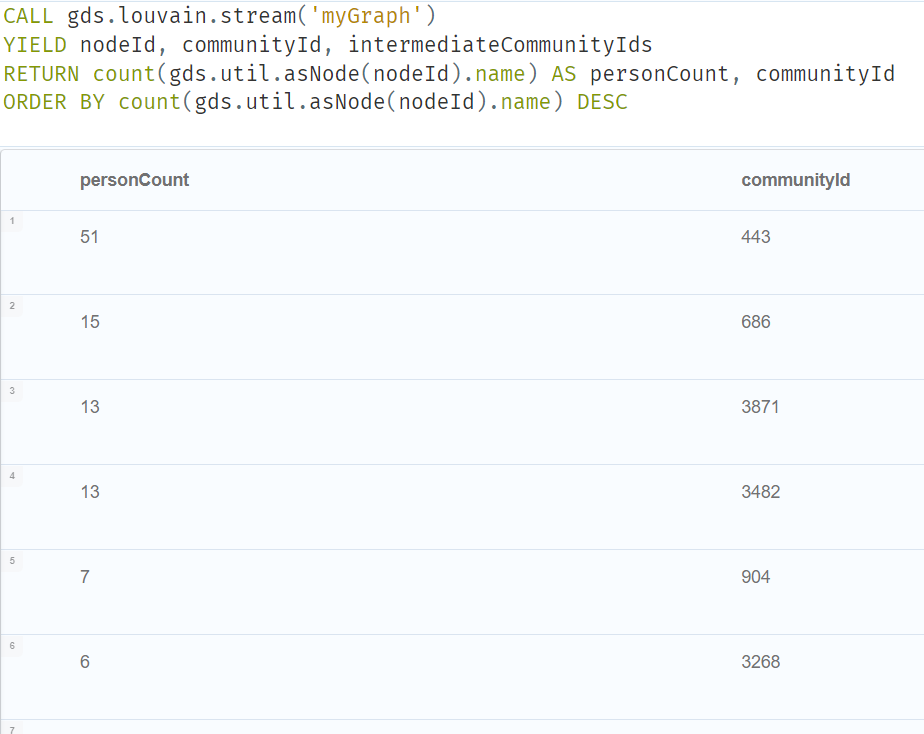 CALL gds.louvain.stream('myGraph')
YIELD nodeId, communityId, intermediateCommunityIds
RETURN count(gds.util.asNode(nodeId).name) AS personCount, communityId
ORDER BY count(gds.util.asNode(nodeId).name) DESC
personCount communityId
1 51 443
2 15 686
3 13 3871
4 13 3482
5 7 904
6 6 3268
7